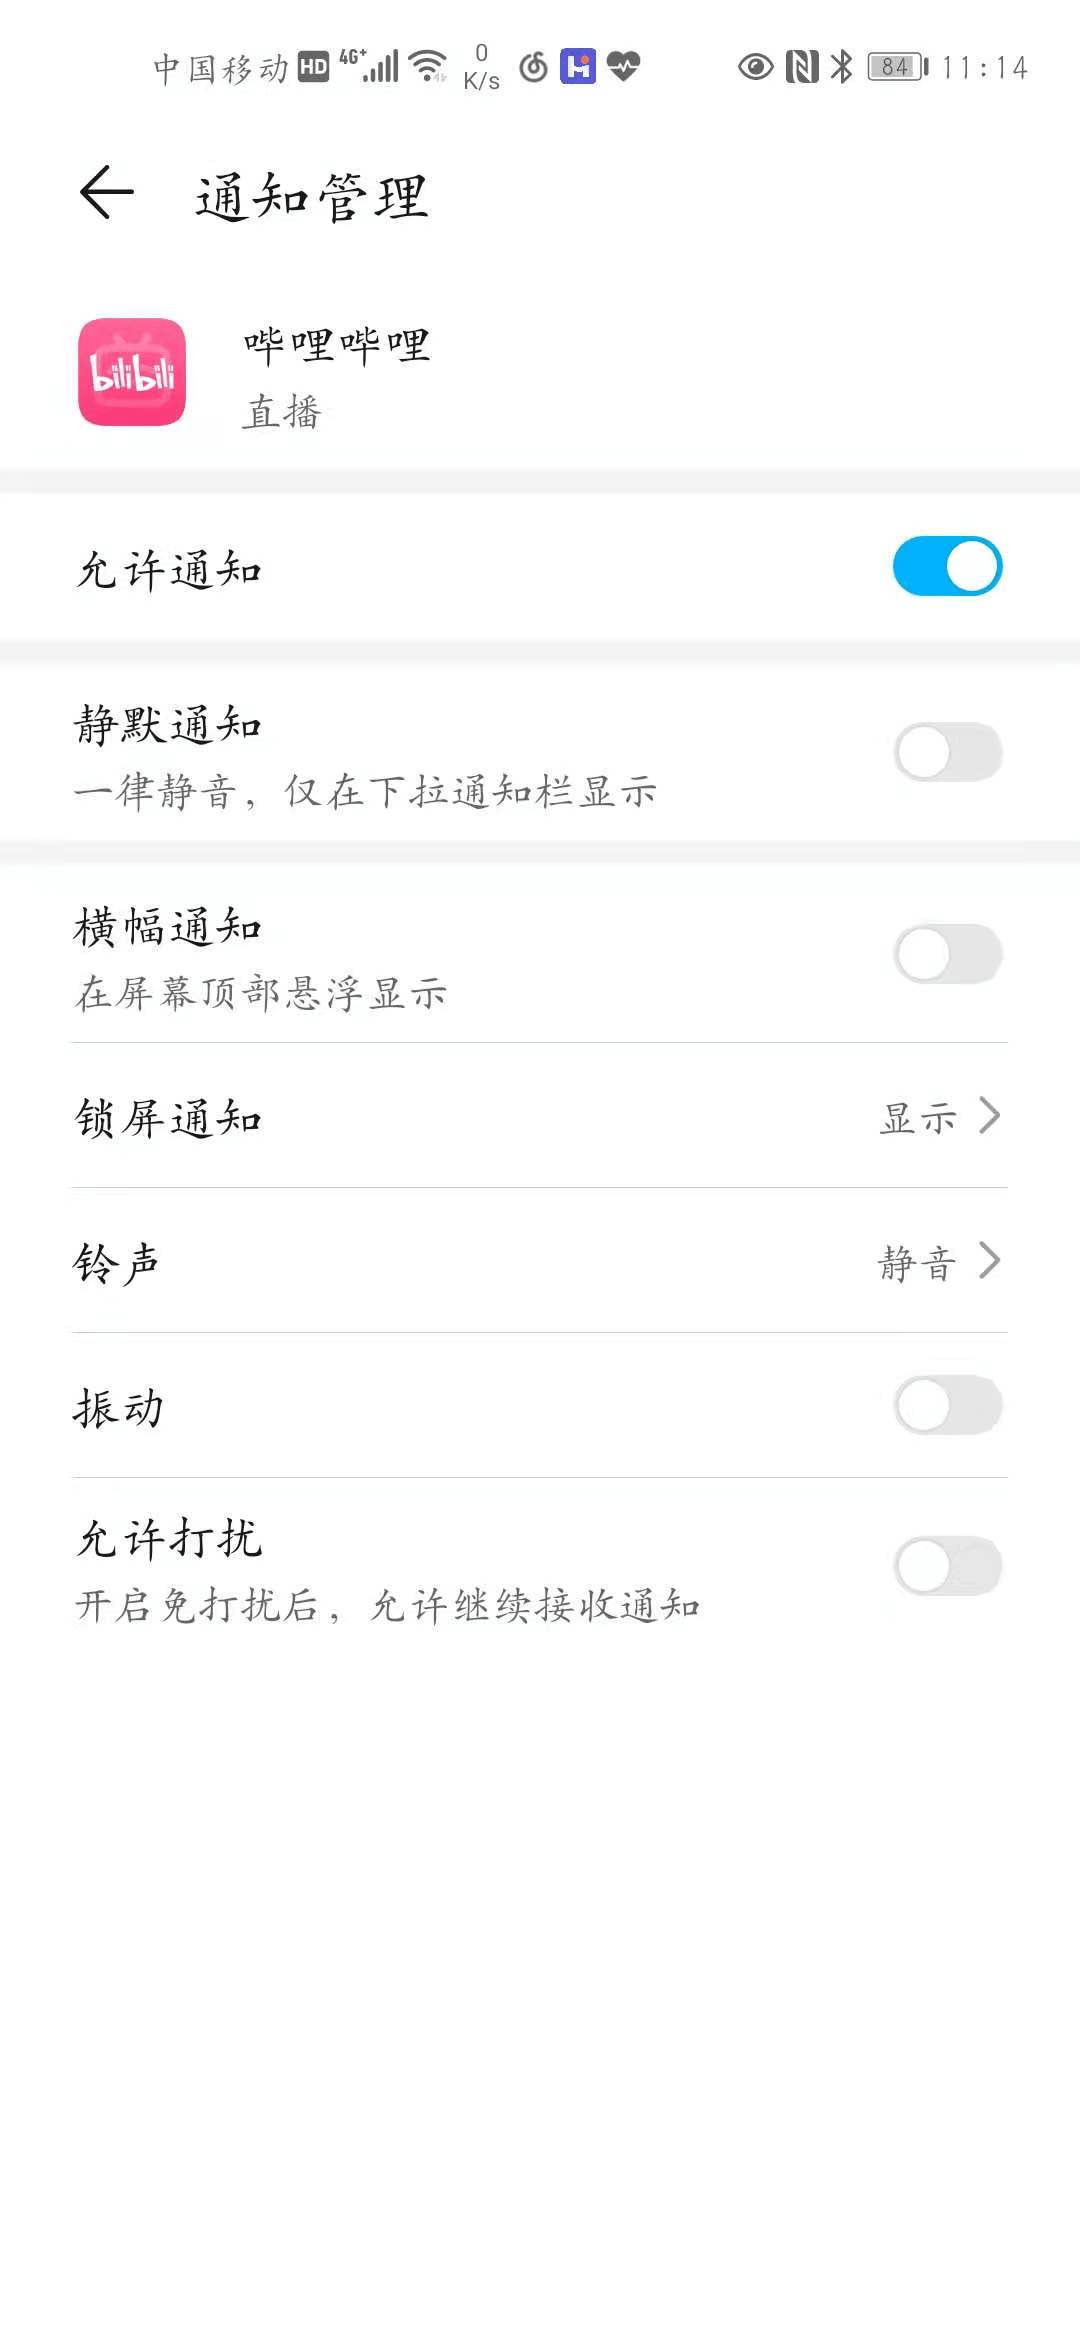 中国移动 HD 4G+ 0 K/s 84 11:14
通知管理
bilibili
哔哩哔哩
直播
允许通知
静默通知
一律静音，仅在下拉通知栏显示
横幅通知
在屏幕顶部悬浮显示
锁屏通知 显示
铃声 静音
振动
允许打扰
开启免打扰后，允许继续接收通知